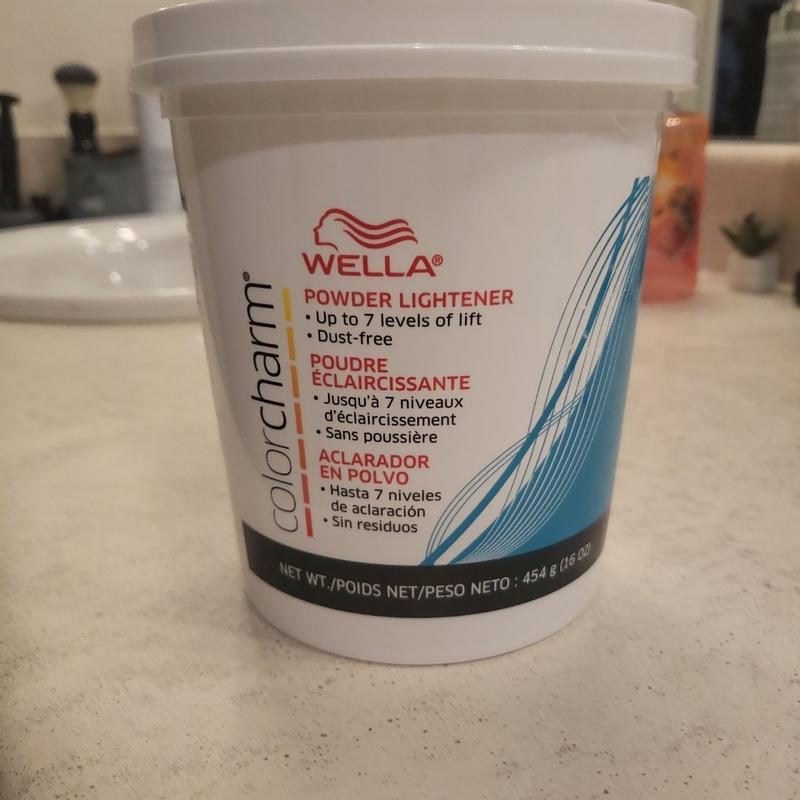 WELLA®
colorcharm®
POWDER LIGHTENER
• Up to 7 levels of lift
• Dust-free
POUDRE
ÉCLAIRCISSANTE
• Jusqu'à 7 niveaux
d'éclaircissement
• Sans poussière
ACLARADOR
EN POLVO
• Hasta 7 niveles
de aclaración
• Sin residuos
NET WT./POIDS NET/PESO NETO : 454 g (16 OZ)